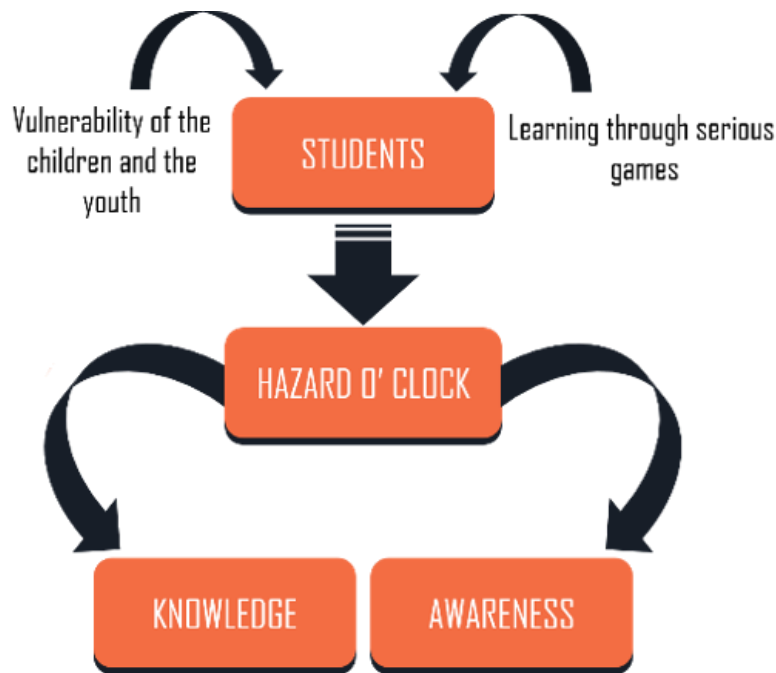 Vulnerability of the
children and the
youth
STUDENTS
Learning through serious
games
HAZARD O' CLOCK
KNOWLEDGE
AWARENESS